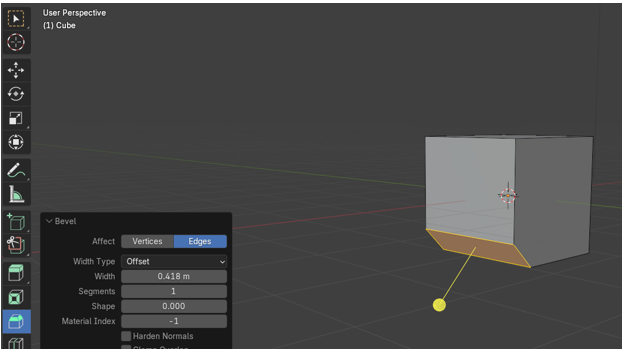 User Perspective
(1) Cube
Bevel
Affect Vertices Edges
Width Type Offset
Width 0.418 m
Segments 1
Shape 0.000
Material Index -1
Harden Normals